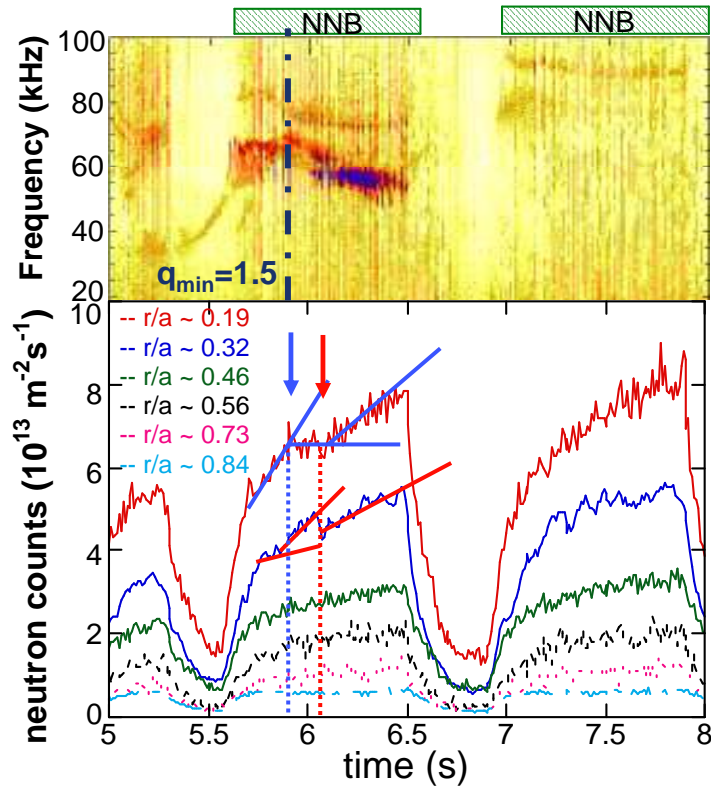 NNB NNB
100
80
60
40
20
Frequency (kHz)
q_min=1.5
10
8
6
4
2
0
neutron counts (10^13 m^-2 s^-1)
-- r/a ~ 0.19
-- r/a ~ 0.32
-- r/a ~ 0.46
-- r/a ~ 0.56
-- r/a ~ 0.73
-- r/a ~ 0.84
5 5.5 6 6.5 7 7.5 8
time (s)